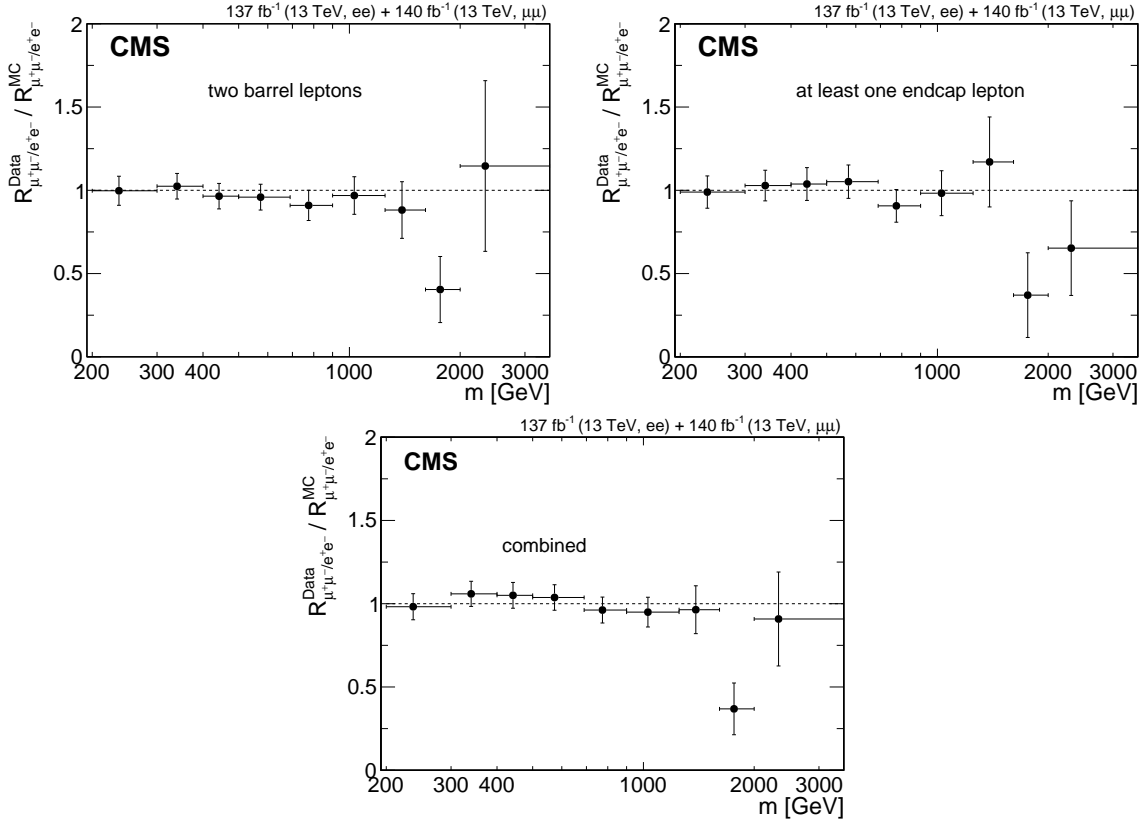 137 fb⁻¹ (13 TeV, ee) + 140 fb⁻¹ (13 TeV, μμ)
CMS
two barrel leptons
R^Data_μ⁺μ⁻/e⁺e⁻ / R^MC_μ⁺μ⁻/e⁺e⁻
2
1.5
1
0.5
0
200 300 400 1000 2000 3000
m [GeV]
137 fb⁻¹ (13 TeV, ee) + 140 fb⁻¹ (13 TeV, μμ)
CMS
at least one endcap lepton
R^Data_μ⁺μ⁻/e⁺e⁻ / R^MC_μ⁺μ⁻/e⁺e⁻
2
1.5
1
0.5
0
200 300 400 1000 2000 3000
m [GeV]
137 fb⁻¹ (13 TeV, ee) + 140 fb⁻¹ (13 TeV, μμ)
CMS
combined
R^Data_μ⁺μ⁻/e⁺e⁻ / R^MC_μ⁺μ⁻/e⁺e⁻
2
1.5
1
0.5
0
200 300 400 1000 2000 3000
m [GeV]